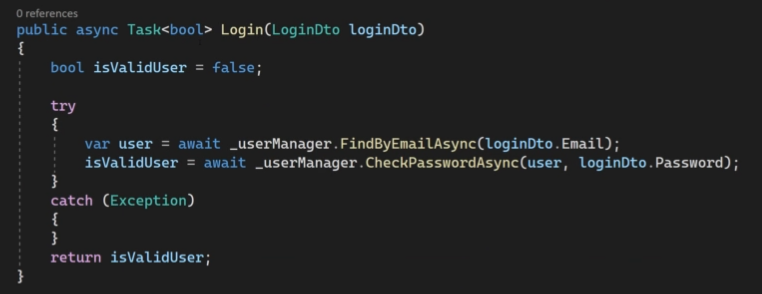 0 references
public async Task<bool> Login(LoginDto loginDto)
{
    bool isValidUser = false;

    try
    {
        var user = await _userManager.FindByEmailAsync(loginDto.Email);
        isValidUser = await _userManager.CheckPasswordAsync(user, loginDto.Password);
    }
    catch (Exception)
    {
    }
    return isValidUser;
}